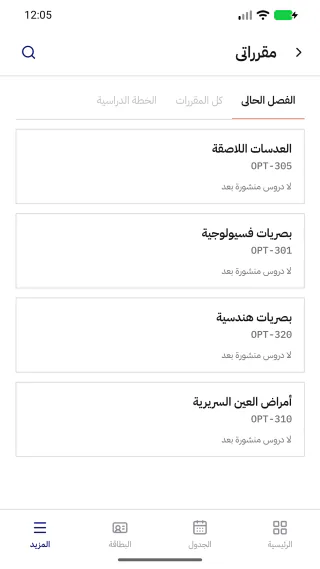 12:05
مقرراتى
الفصل الحالى
كل المقررات
الخطة الدراسية
العدسات اللاصقة
OPT-305
لا دروس منشورة بعد
بصريات فسيولوجية
OPT-301
لا دروس منشورة بعد
بصريات هندسية
OPT-320
لا دروس منشورة بعد
أمراض العين السريرية
OPT-310
لا دروس منشورة بعد
الرئيسية
الجدول
البطاقة
المزيد